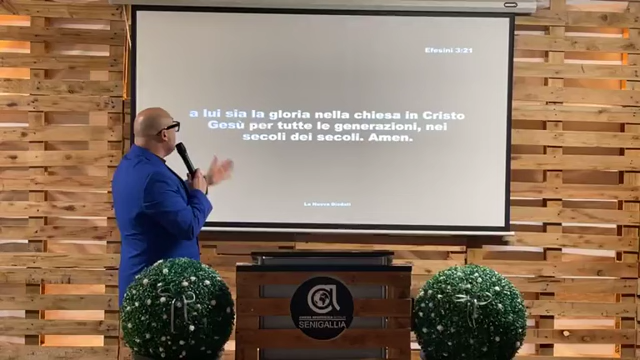 Efesini 3:21
a lui sia la gloria nella chiesa in Cristo
Gesù per tutte le generazioni, nei
secoli dei secoli. Amen.
La Nuova Diodati
SENIGALLIA